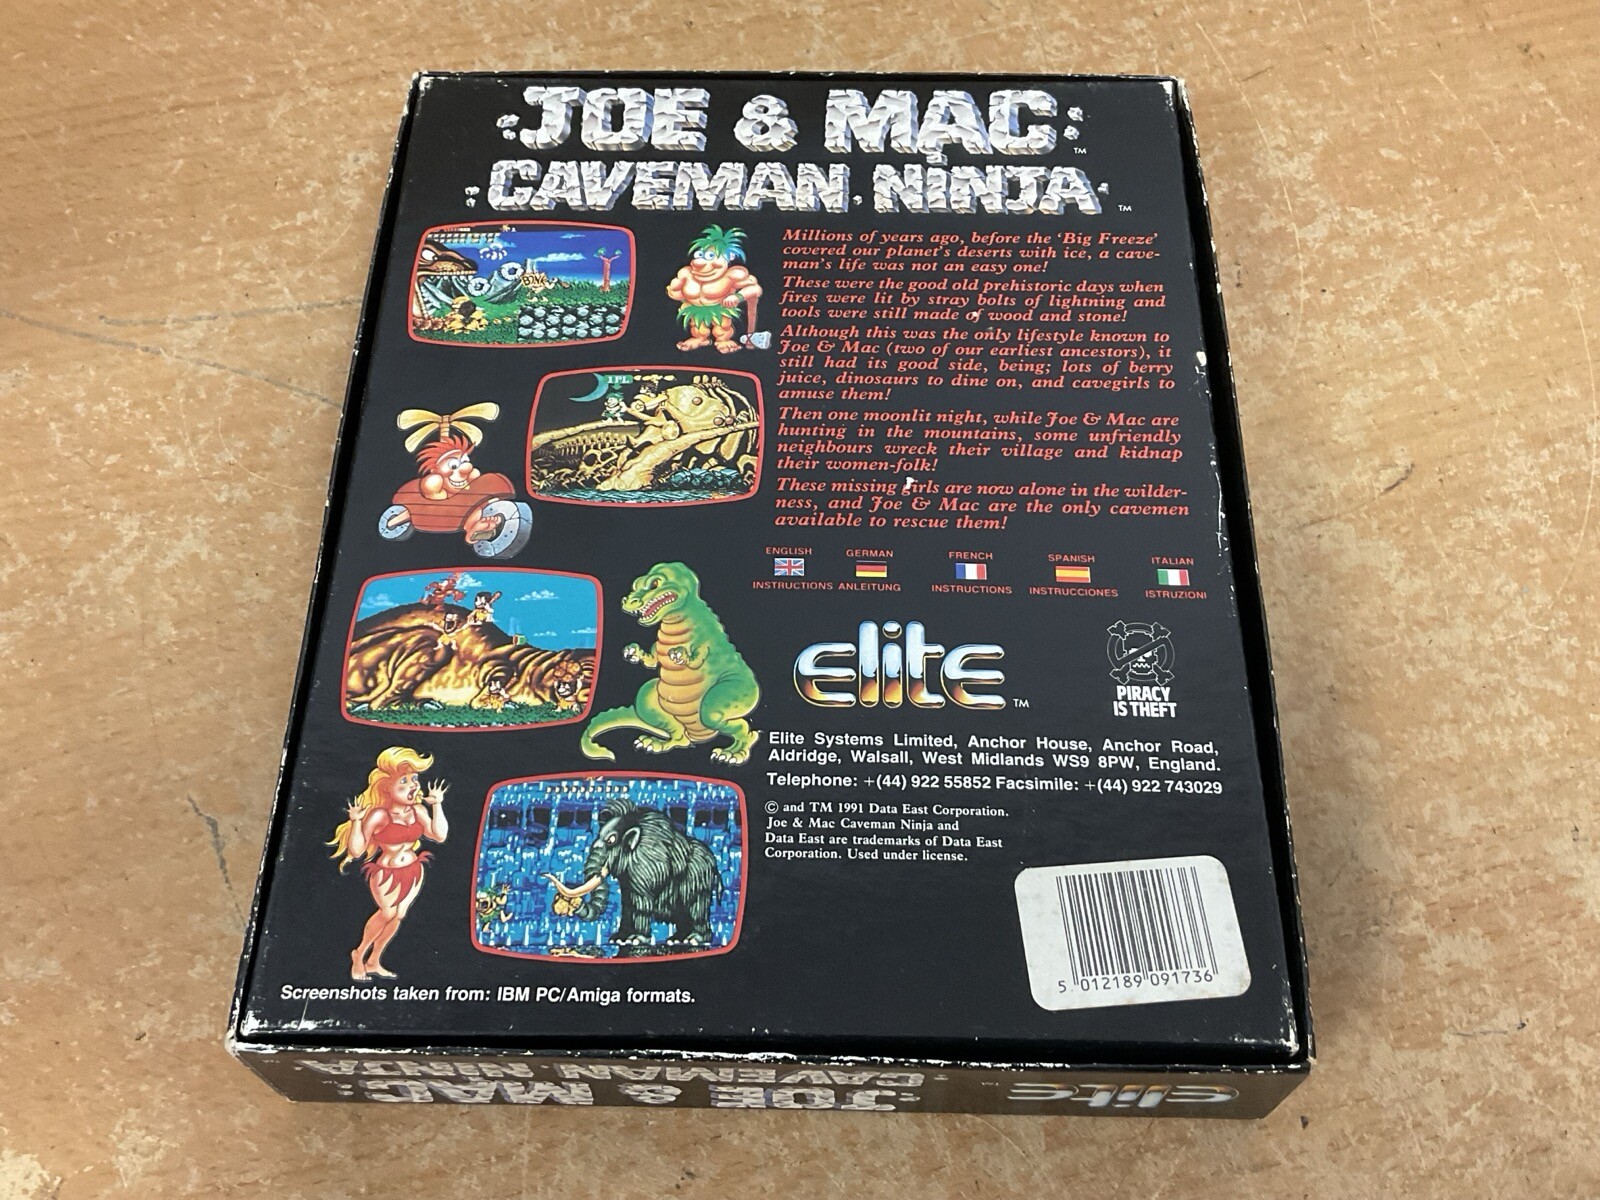 JOE & MAC: TM
CAVEMAN NINJA TM
Millions of years ago, before the 'Big Freeze'
covered our planet's deserts with ice, a cave-
man's life was not an easy one!
These were the good old prehistoric days when
fires were lit by stray bolts of lightning and
tools were still made of wood and stone!
Although this was the only lifestyle known to
Joe & Mac (two of our earliest ancestors), it
still had its good side, being; lots of berry
juice, dinosaurs to dine on, and cavegirls to
amuse them!
Then one moonlit night, while Joe & Mac are
hunting in the mountains, some unfriendly
neighbours wreck their village and kidnap
their women-folk!
These missing girls are now alone in the wilder-
ness, and Joe & Mac are the only cavemen
available to rescue them!
1PL
ENGLISH GERMAN FRENCH SPANISH ITALIAN
INSTRUCTIONS ANLEITUNG INSTRUCTIONS INSTRUCCIONES ISTRUZIONI
elite TM
PIRACY
IS THEFT
Elite Systems Limited, Anchor House, Anchor Road,
Aldridge, Walsall, West Midlands WS9 8PW, England.
Telephone: +(44) 922 55852 Facsimile: +(44) 922 743029
© and TM 1991 Data East Corporation.
Joe & Mac Caveman Ninja and
Data East are trademarks of Data East
Corporation. Used under license.
5 012189 091736
Screenshots taken from: IBM PC/Amiga formats.
JOE & MAC:
CAVEMAN NINJA
elite